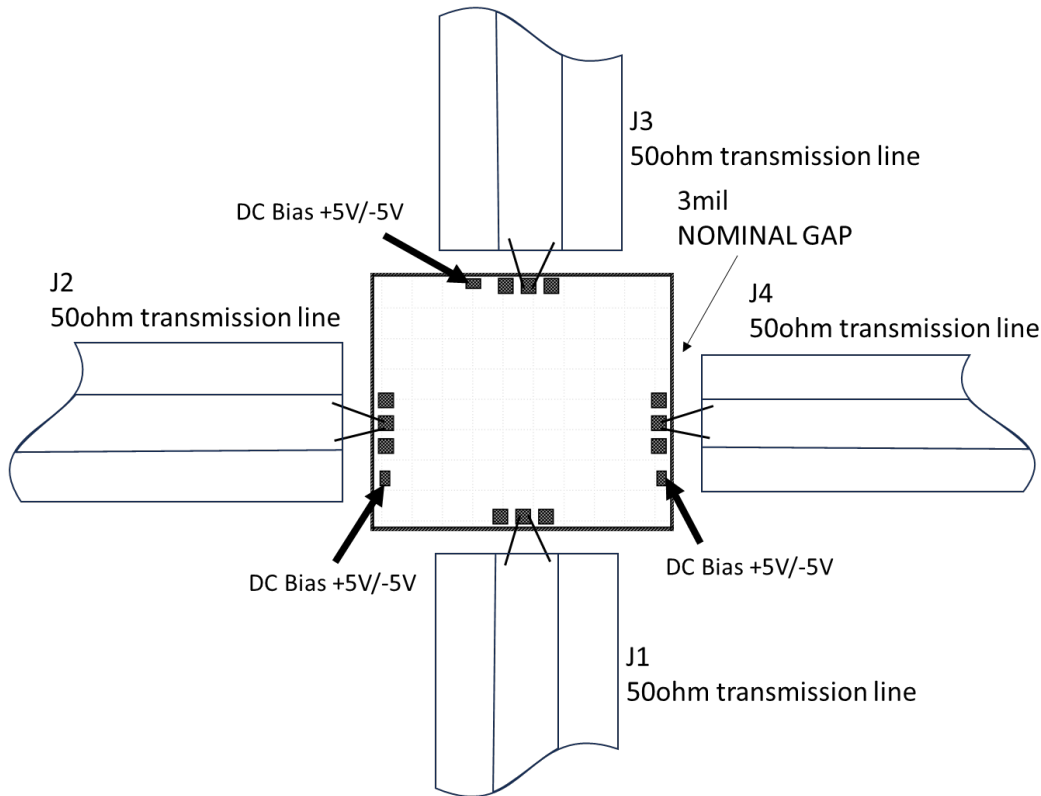 J3
50ohm transmission line
3mil
NOMINAL GAP
DC Bias +5V/-5V
J2
50ohm transmission line
J4
50ohm transmission line
DC Bias +5V/-5V
DC Bias +5V/-5V
J1
50ohm transmission line